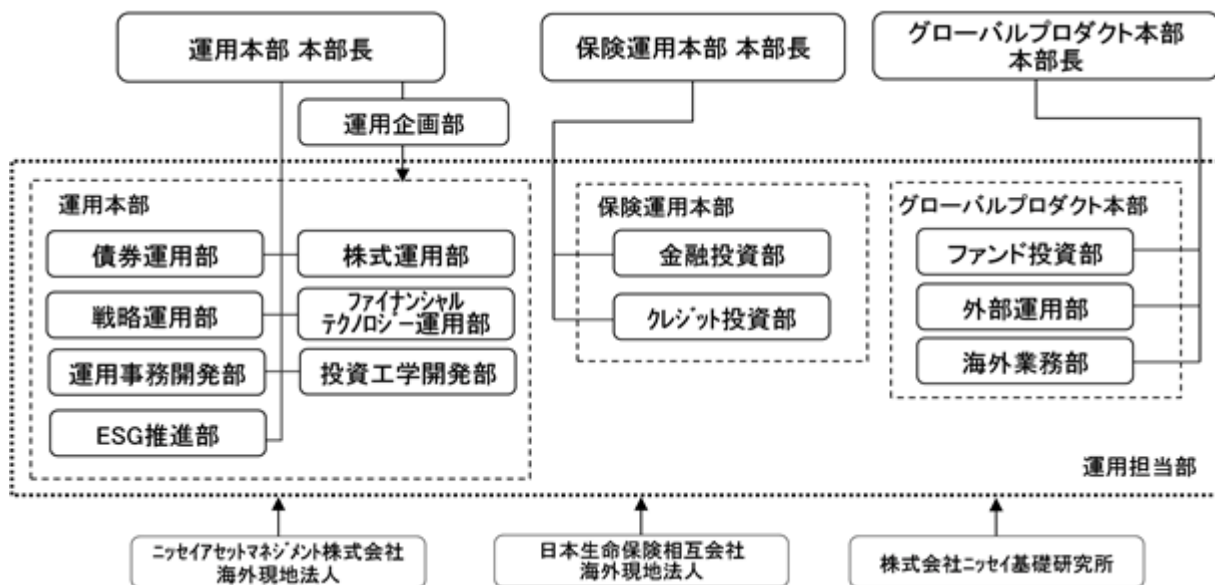 運用本部 本部長
保険運用本部 本部長
グローバルプロダクト本部
本部長
運用企画部
運用本部
債券運用部
株式運用部
戦略運用部
ファイナンシャル
テクノロジー運用部
運用事務開発部
投資工学開発部
ESG推進部
保険運用本部
金融投資部
クレジット投資部
グローバルプロダクト本部
ファンド投資部
外部運用部
海外業務部
運用担当部
ニッセイアセットマネジメント株式会社
海外現地法人
日本生命保険相互会社
海外現地法人
株式会社ニッセイ基礎研究所